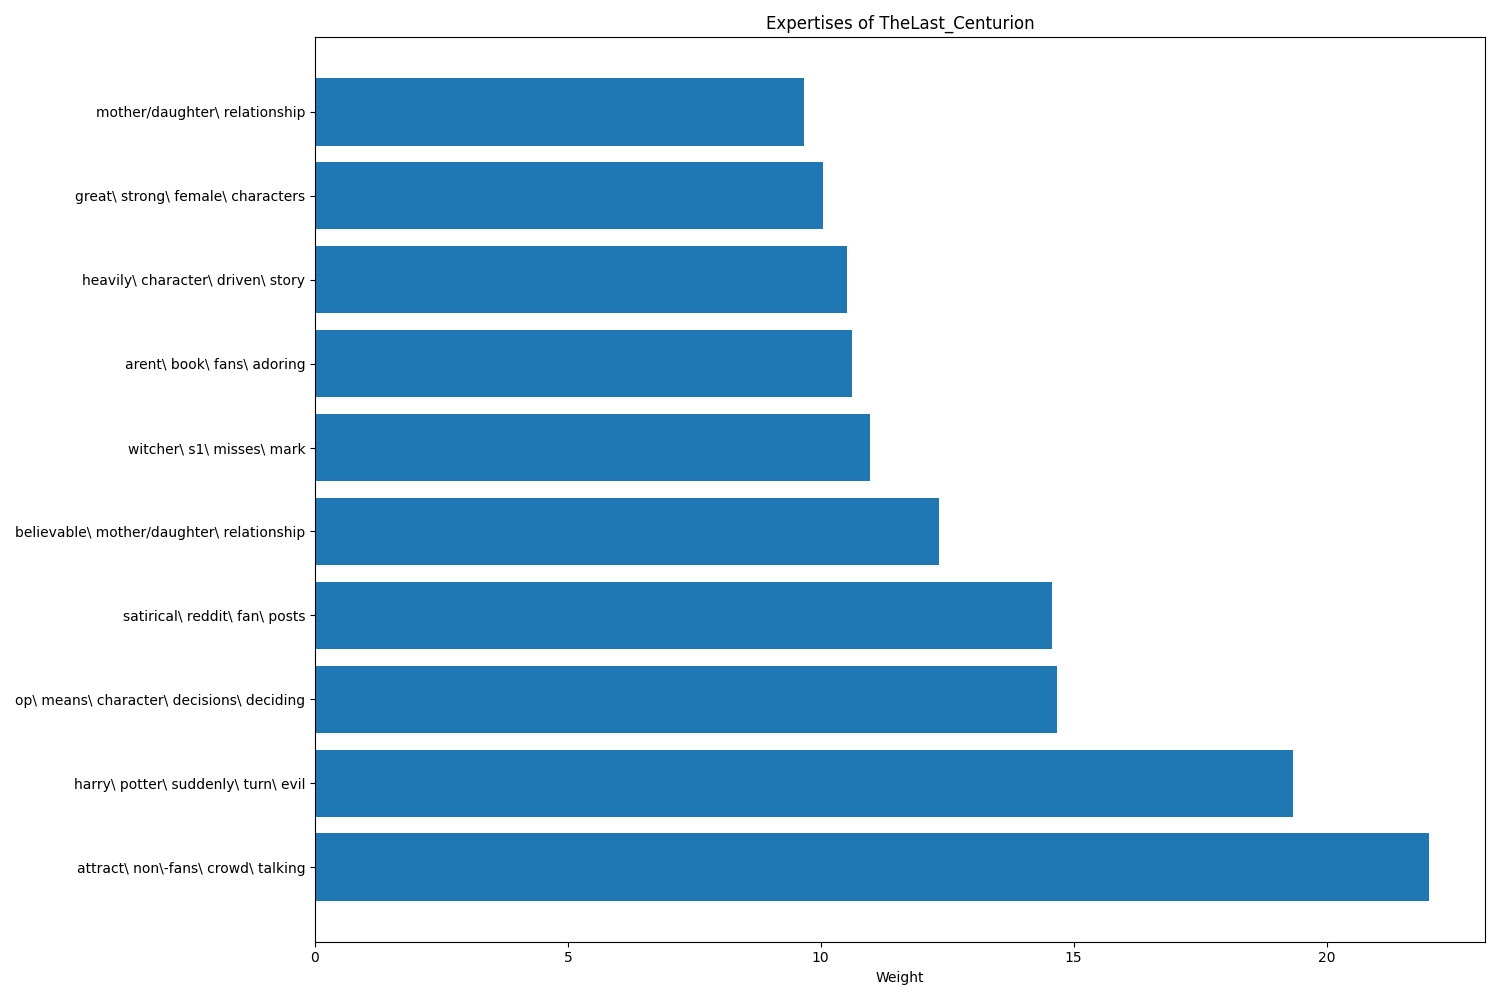 Expertises of TheLast_Centurion
mother/daughter\ relationship
great\ strong\ female\ characters
heavily\ character\ driven\ story
arent\ book\ fans\ adoring
witcher\ s1\ misses\ mark
believable\ mother/daughter\ relationship
satirical\ reddit\ fan\ posts
op\ means\ character\ decisions\ deciding
harry\ potter\ suddenly\ turn\ evil
attract\ non\-fans\ crowd\ talking
0 5 10 15 20
Weight